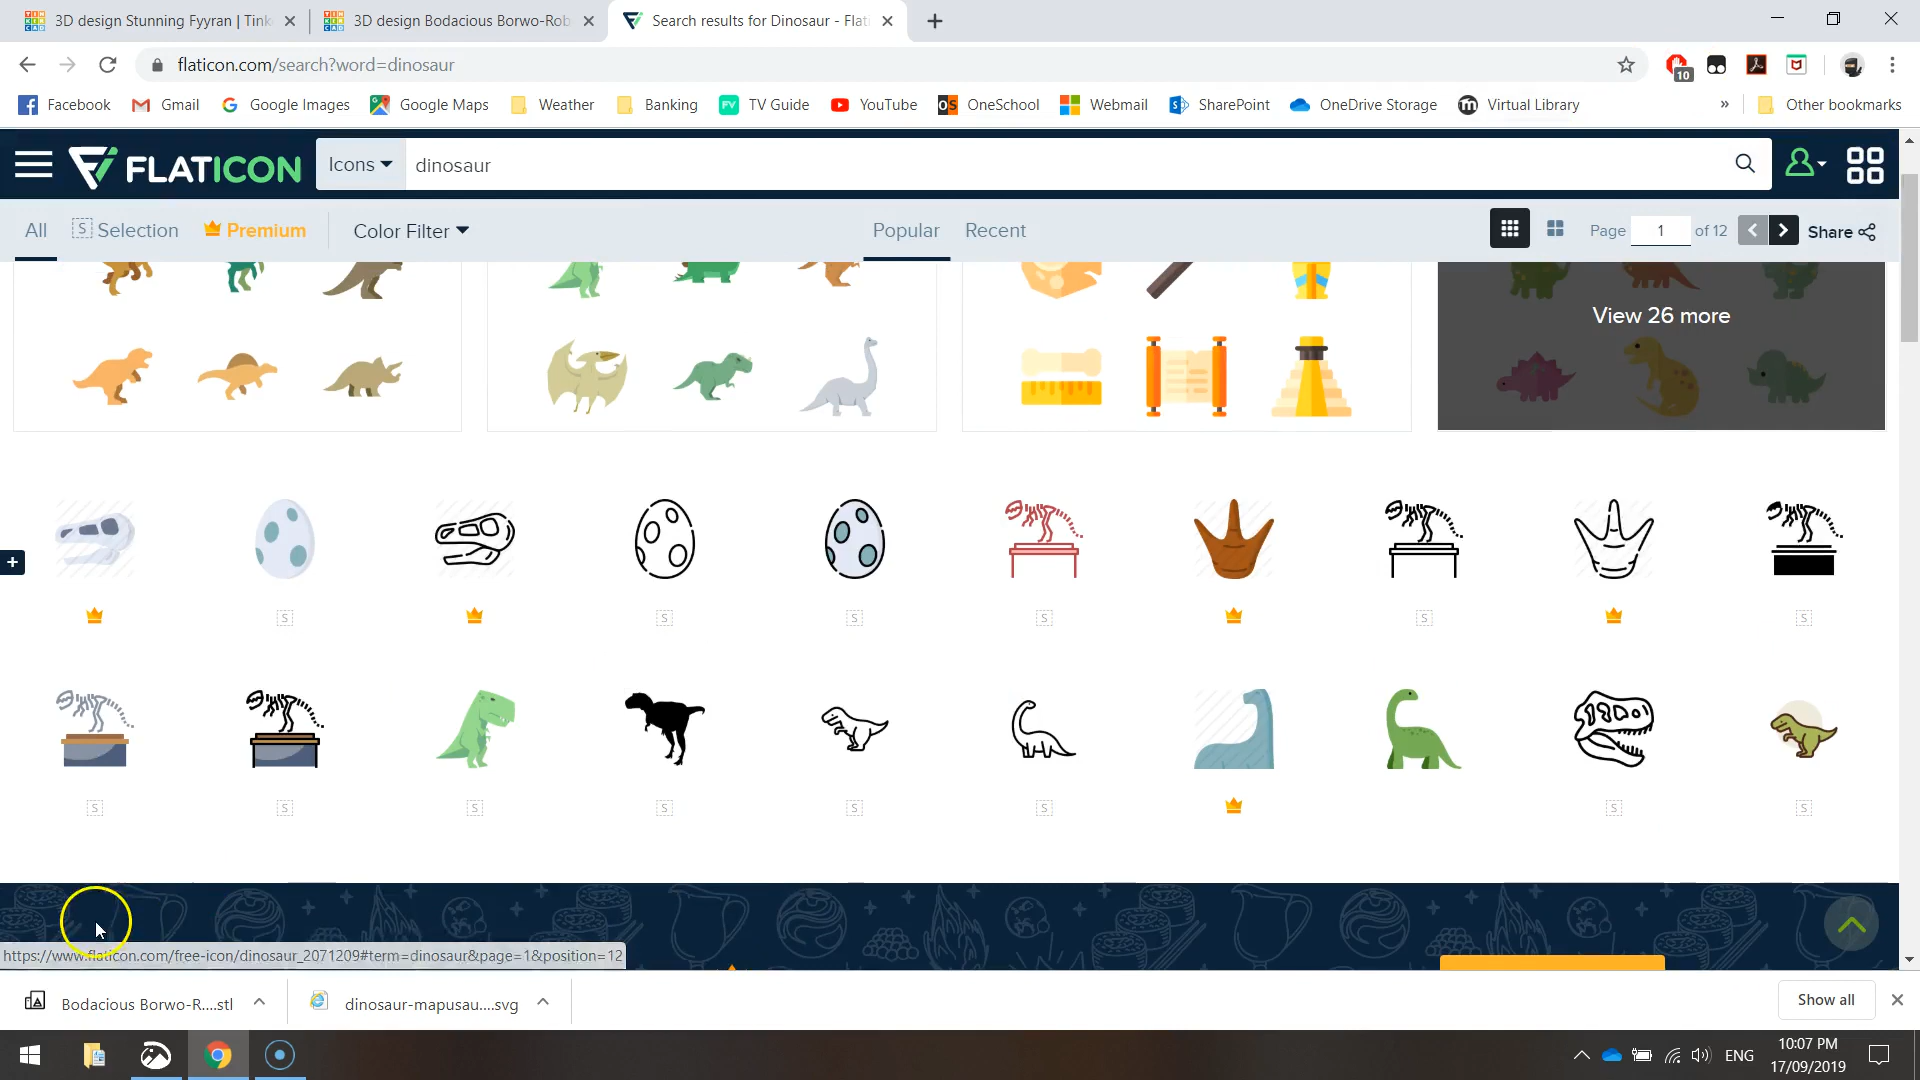 3D design Stunning Fyyran | Tink
3D design Bodacious Borwo-Rob
Search results for Dinosaur - Flati
flaticon.com/search?word=dinosaur
10
Facebook
Gmail
Google Images
Google Maps
Weather
Banking
TV Guide
YouTube
OneSchool
Webmail
SharePoint
OneDrive Storage
Virtual Library
»
Other bookmarks
FLATICON
Icons
dinosaur
All
Selection
Premium
Color Filter
Popular
Recent
Page 1 of 12
Share
View 26 more
https://www.flaticon.com/free-icon/dinosaur_2071209#term=dinosaur&page=1&position=12
Bodacious Borwo-R....stl
dinosaur-mapusau....svg
Show all
ENG
10:07 PM
17/09/2019